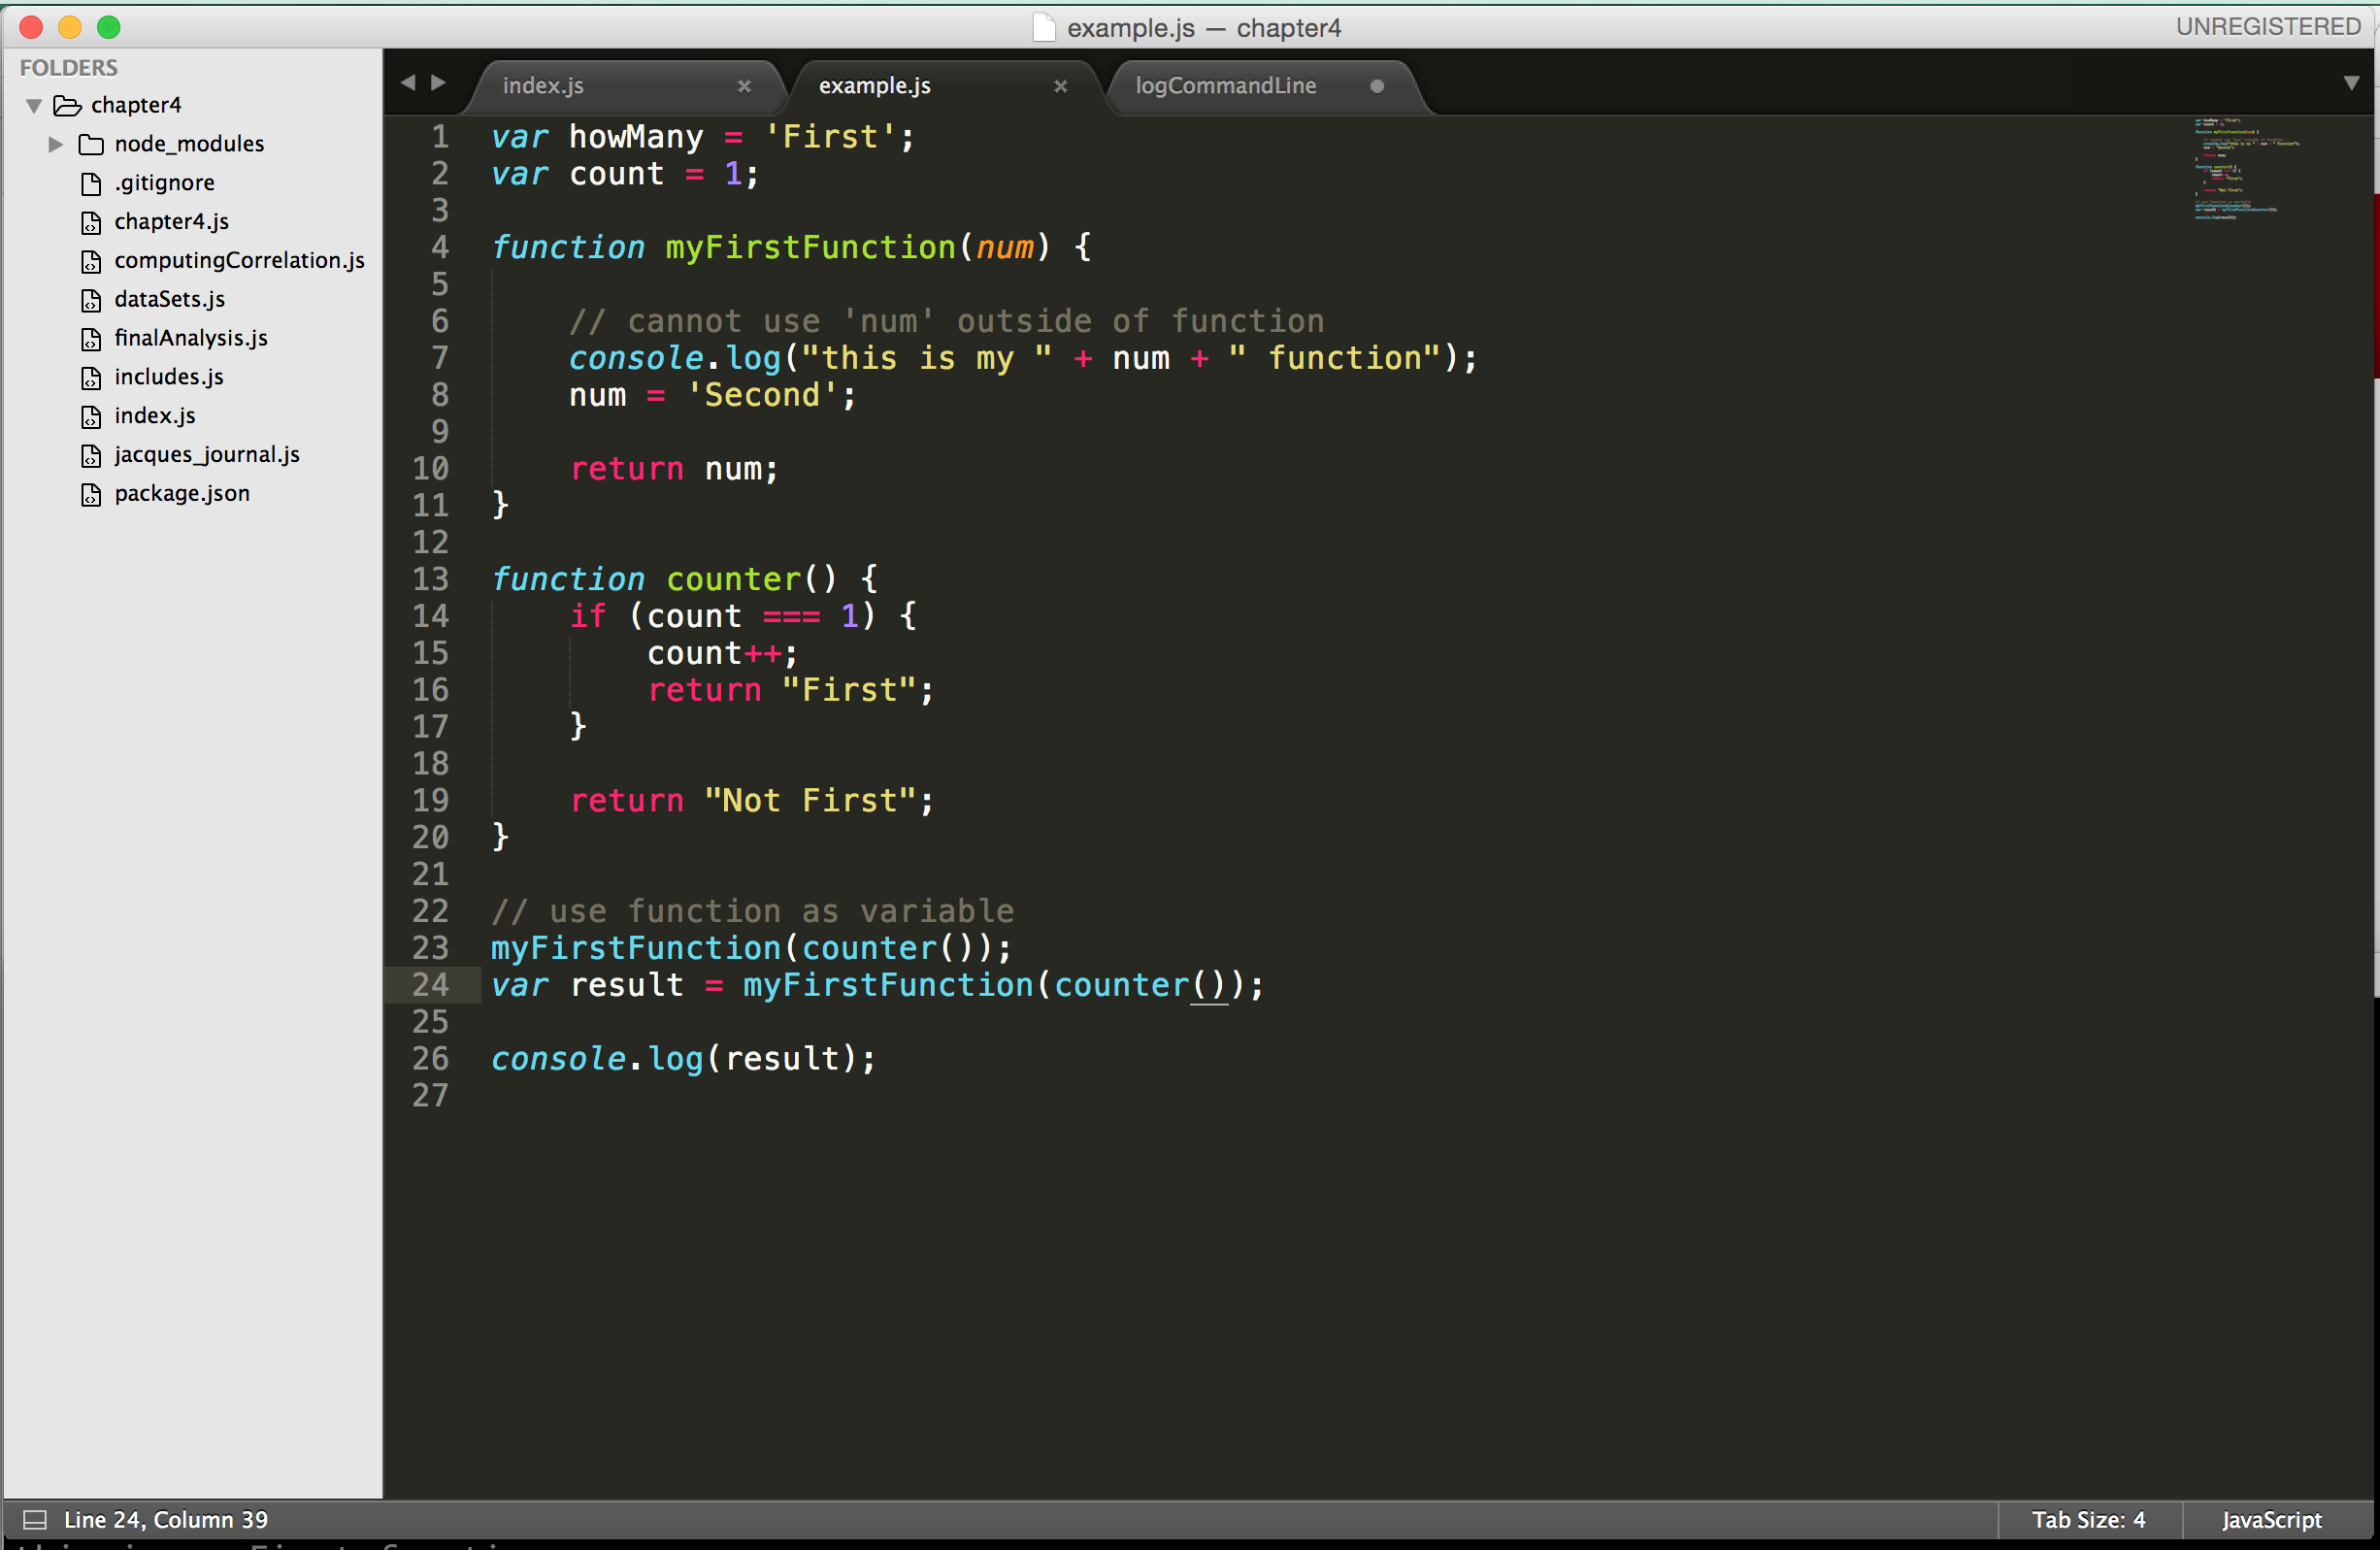 example.js — chapter4
UNREGISTERED
FOLDERS
chapter4
node_modules
.gitignore
chapter4.js
computingCorrelation.js
dataSets.js
finalAnalysis.js
includes.js
index.js
jacques_journal.js
package.json
index.js
example.js
logCommandLine
1 var howMany = 'First';
2 var count = 1;
3
4 function myFirstFunction(num) {
5
6     // cannot use 'num' outside of function
7     console.log("this is my " + num + " function");
8     num = 'Second';
9
10     return num;
11 }
12
13 function counter() {
14     if (count === 1) {
15         count++;
16         return "First";
17     }
18
19     return "Not First";
20 }
21
22 // use function as variable
23 myFirstFunction(counter());
24 var result = myFirstFunction(counter());
25
26 console.log(result);
27
Line 24, Column 39
Tab Size: 4
JavaScript